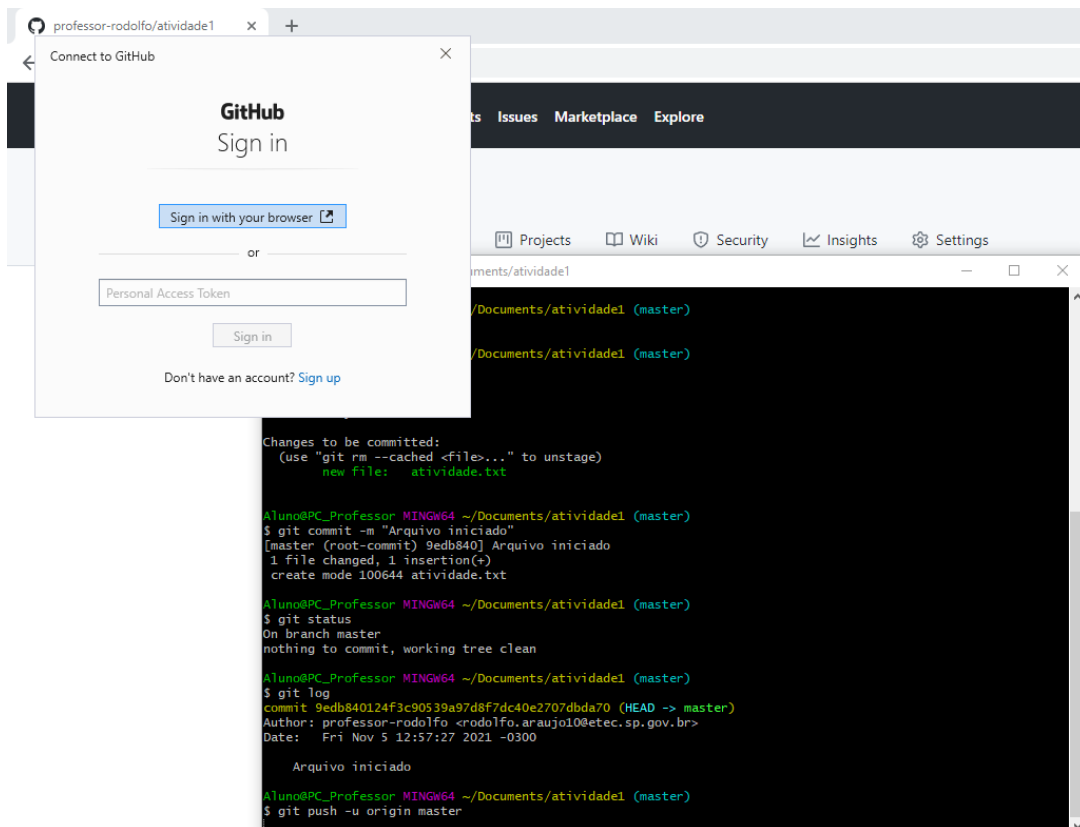 professor-rodolfo/atividade1
Connect to GitHub
GitHub
Sign in
Sign in with your browser
or
Personal Access Token
Sign in
Don't have an account? Sign up
Issues Marketplace Explore
Projects Wiki Security Insights Settings
/atividade1
/Documents/atividade1 (master)
/Documents/atividade1 (master)
Changes to be committed:
(use "git rm --cached <file>..." to unstage)
new file: atividade.txt
Aluno@PC_Professor MINGW64 ~/Documents/atividade1 (master)
$ git commit -m "Arquivo iniciado"
[master (root-commit) 9edb840] Arquivo iniciado
1 file changed, 1 insertion(+)
create mode 100644 atividade.txt
Aluno@PC_Professor MINGW64 ~/Documents/atividade1 (master)
$ git status
On branch master
nothing to commit, working tree clean
Aluno@PC_Professor MINGW64 ~/Documents/atividade1 (master)
$ git log
commit 9edb840124f3c90539a97d8f7dc40e2707dbda70 (HEAD -> master)
Author: professor-rodolfo <rodolfo.araujo10@etec.sp.gov.br>
Date: Fri Nov 5 12:57:27 2021 -0300
Arquivo iniciado
Aluno@PC_Professor MINGW64 ~/Documents/atividade1 (master)
$ git push -u origin master